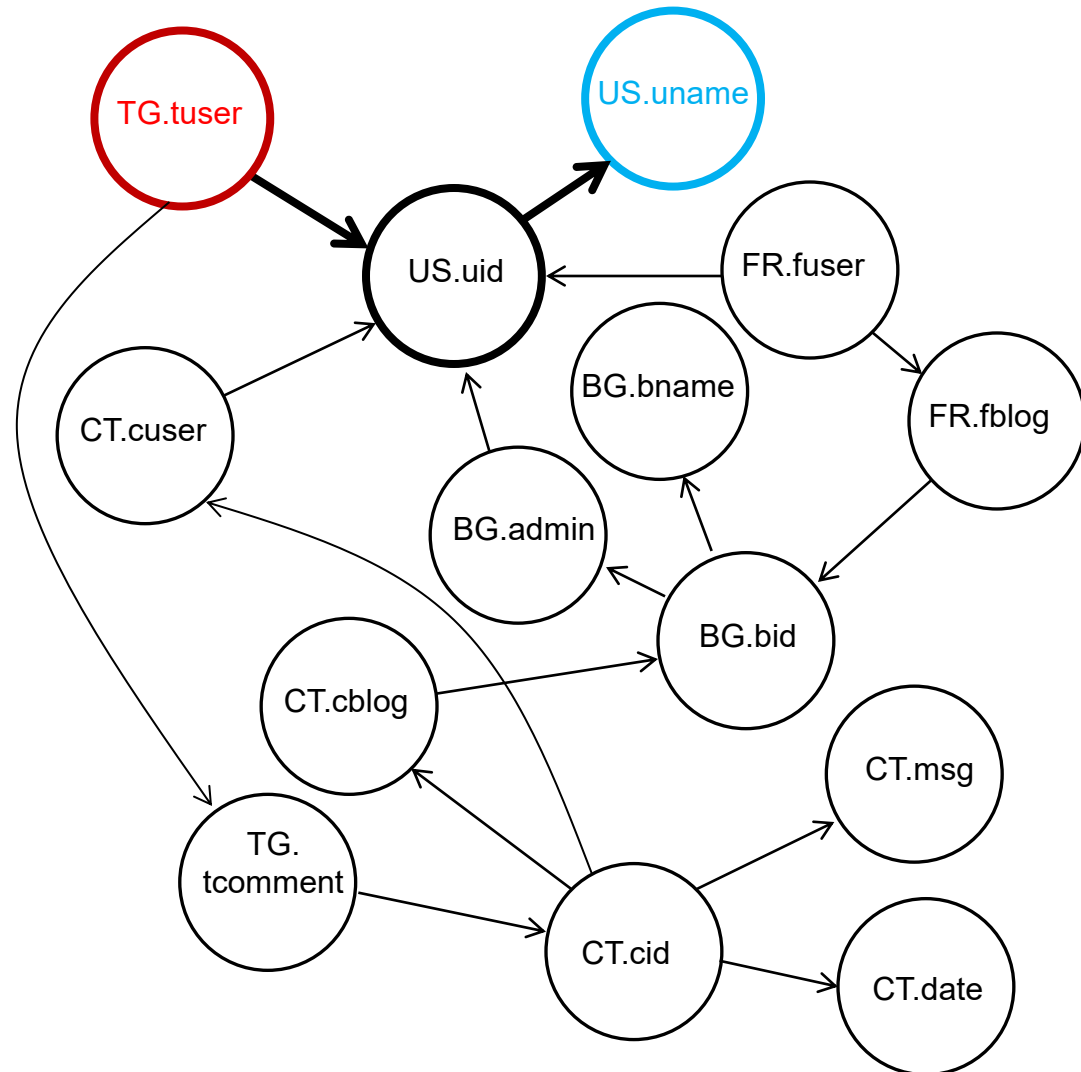 TG.tuser
US.uname
US.uid
FR.fuser
BG.bname
FR.fblog
CT.cuser
BG.admin
BG.bid
CT.cblog
CT.msg
TG.
tcomment
CT.cid
CT.date